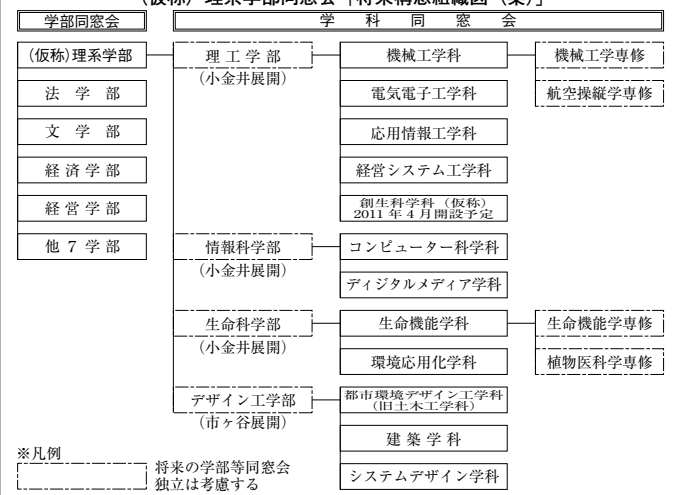 (仮称) 理系学部同窓会「将来構想組織図 (案)」
学部同窓会
学科同窓会
(仮称)理系学部
法学部
文学部
経済学部
経営学部
他7学部
理工学部
(小金井展開)
機械工学科
電気電子工学科
応用情報工学科
経営システム工学科
創生科学科 (仮称)
2011年4月開設予定
機械工学専修
航空操縦学専修
情報科学部
(小金井展開)
コンピューター科学科
ディジタルメディア学科
生命科学部
(小金井展開)
生命機能学科
環境応用化学科
生命機能学専修
植物医科学専修
デザイン工学部
(市ヶ谷展開)
都市環境デザイン工学科
(旧土木工学科)
建築学科
システムデザイン学科
※凡例
将来の学部等同窓会
独立は考慮する